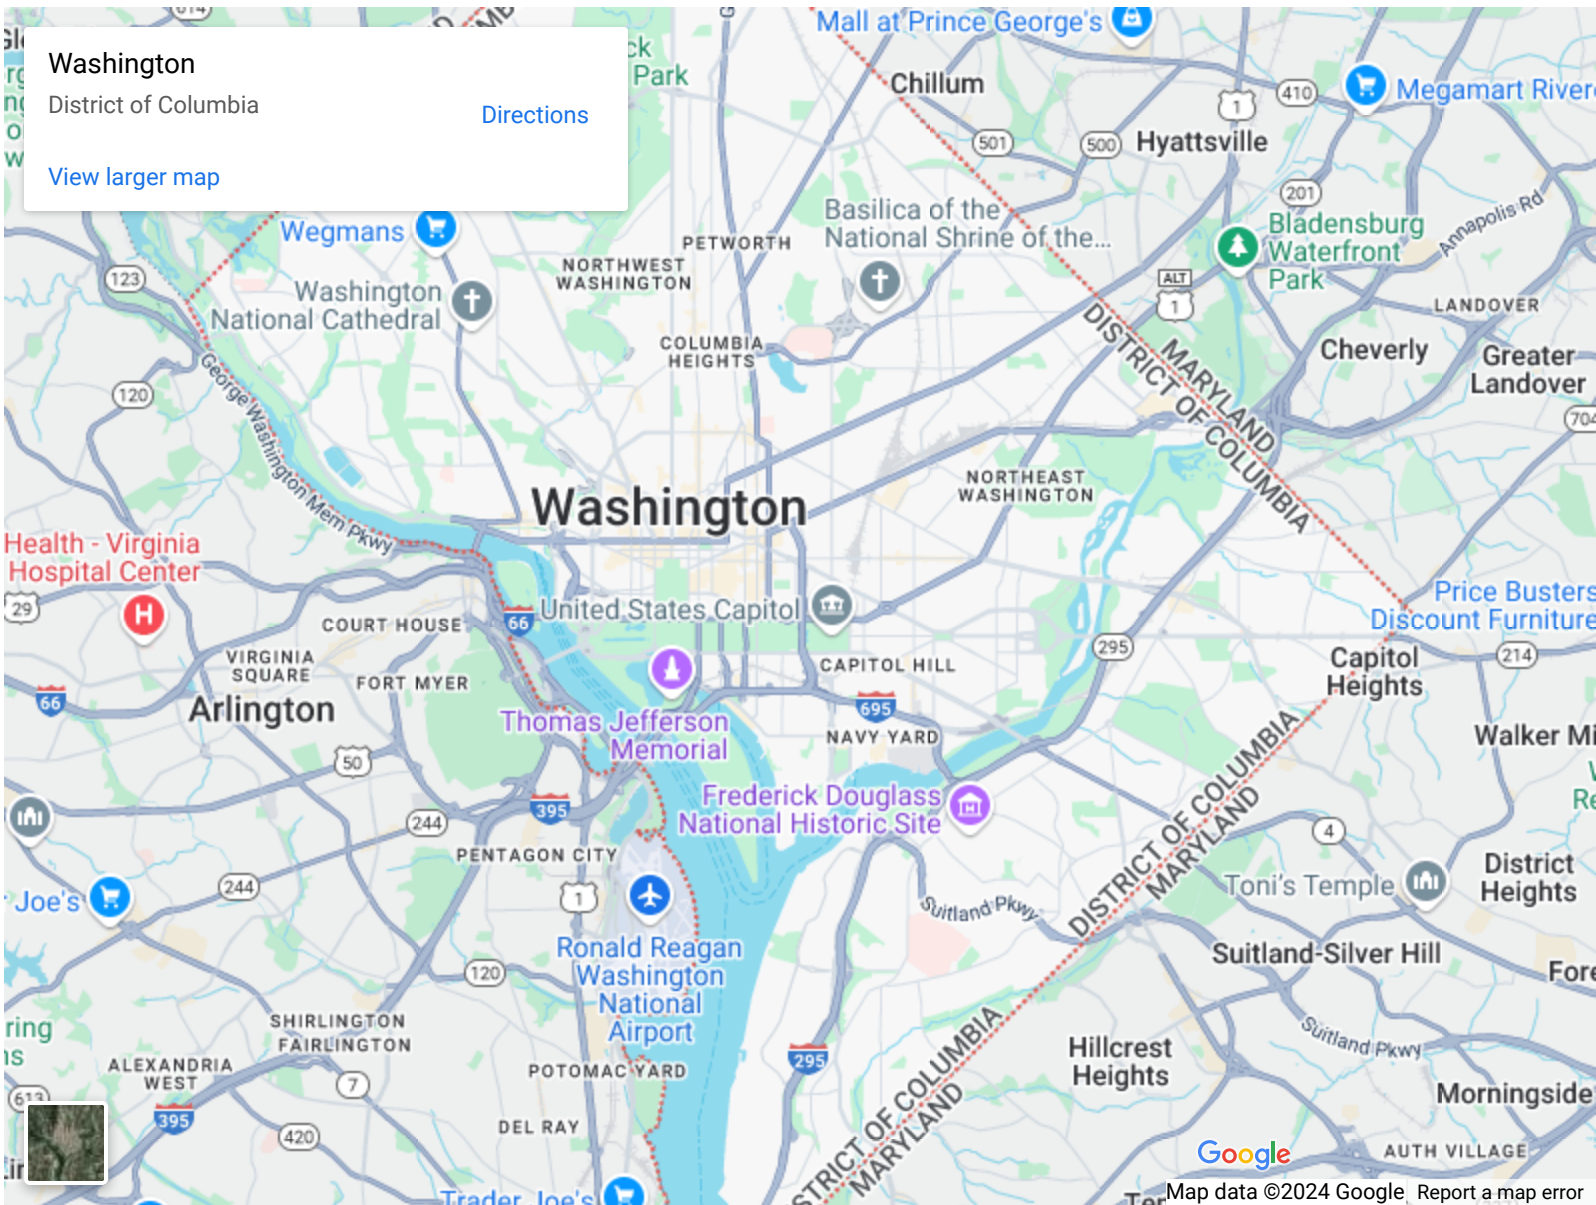 Washington
District of Columbia
Directions
View larger map
614
Park
Mall at Prince George's
Chillum
410
1
Megamart River
501
500
Hyattsville
201
Annapolis Rd
Bladensburg
Waterfront
Park
Wegmans
Basilica of the
National Shrine of the...
PETWORTH
NORTHWEST
WASHINGTON
123
Washington
National Cathedral
ALT
1
LANDOVER
COLUMBIA
HEIGHTS
DISTRICT OF COLUMBIA
MARYLAND
Cheverly
Greater
Landover
120
704
George Washington Mem Pkwy
NORTHEAST
WASHINGTON
Washington
Health - Virginia
Hospital Center
H
29
66
United States Capitol
COURT HOUSE
Price Busters
Discount Furniture
295
214
VIRGINIA
SQUARE
FORT MYER
CAPITOL HILL
Capitol
Heights
66
Arlington
695
Thomas Jefferson
Memorial
NAVY YARD
Walker Mi
50
DISTRICT OF COLUMBIA
MARYLAND
395
244
Frederick Douglass
National Historic Site
4
PENTAGON CITY
District
Heights
Toni's Temple
244
1
Joe's
Suitland Pkwy
Ronald Reagan
Washington
National
Airport
Suitland-Silver Hill
120
Fore
ring
ns
SHIRLINGTON
FAIRLINGTON
Suitland Pkwy
ALEXANDRIA
WEST
POTOMAC YARD
295
Hillcrest
Heights
7
613
Morningside
395
420
DEL RAY
STRICT OF COLUMBIA
MARYLAND
AUTH VILLAGE
Google
Trader Joe's
Map data ©2024 Google
Report a map error